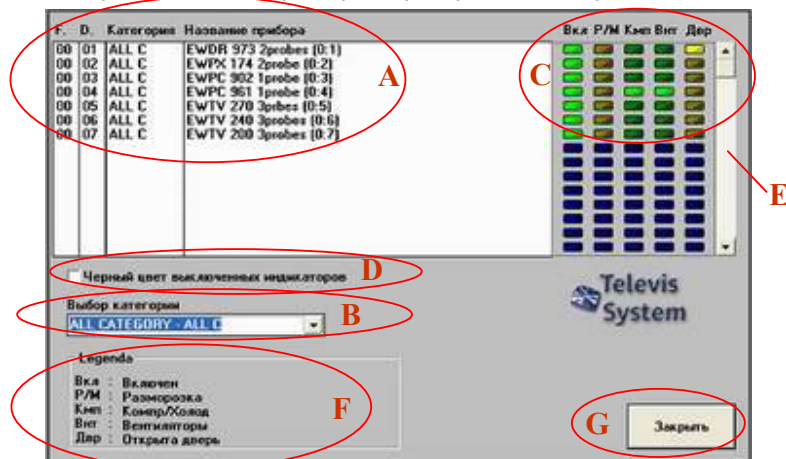 F. D. Категория Название прибора Вкл Р/М Кмп Внт Двр
00 01 ALL C EWDR 973 2probes (0:1)
00 02 ALL C EWPX 174 2probe (0:2)
00 03 ALL C EWPC 902 1probe (0:3)
00 04 ALL C EWPC 961 1probe (0:4)
00 05 ALL C EWTV 270 3prbes (0:5)
00 06 ALL C EWTV 240 3probes (0:6)
00 07 ALL C EWTV 200 3probes (0:7)
A
C
E
Черный цвет выключенных индикаторов D
Выбор категории
ALL CATEGORY - ALL C B
Televis
System
Legenda
Вкл : Включен
Р/М : Разморозка
Кмп : Компр/Холод
Внт : Вентиляторы
Двр : Открыта дверь
F
G Закрыть